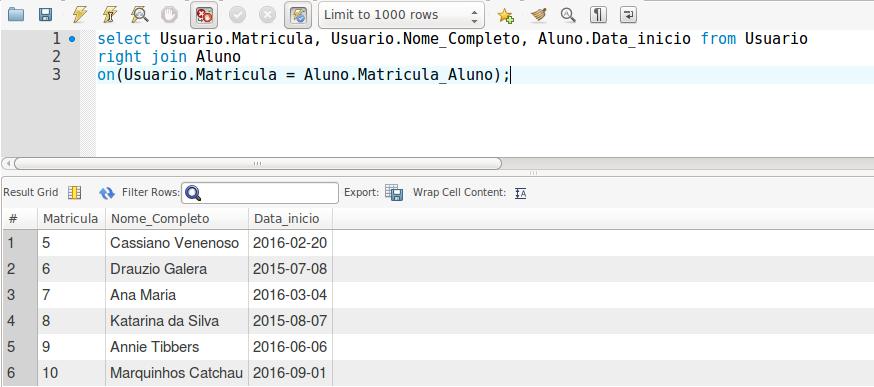 Limit to 1000 rows
1 select Usuario.Matricula, Usuario.Nome_Completo, Aluno.Data_inicio from Usuario
2 right join Aluno
3 on(Usuario.Matricula = Aluno.Matricula_Aluno);
Result Grid Filter Rows: Export: Wrap Cell Content:
# Matricula Nome_Completo Data_inicio
1 5 Cassiano Venenoso 2016-02-20
2 6 Drauzio Galera 2015-07-08
3 7 Ana Maria 2016-03-04
4 8 Katarina da Silva 2015-08-07
5 9 Annie Tibbers 2016-06-06
6 10 Marquinhos Catchau 2016-09-01